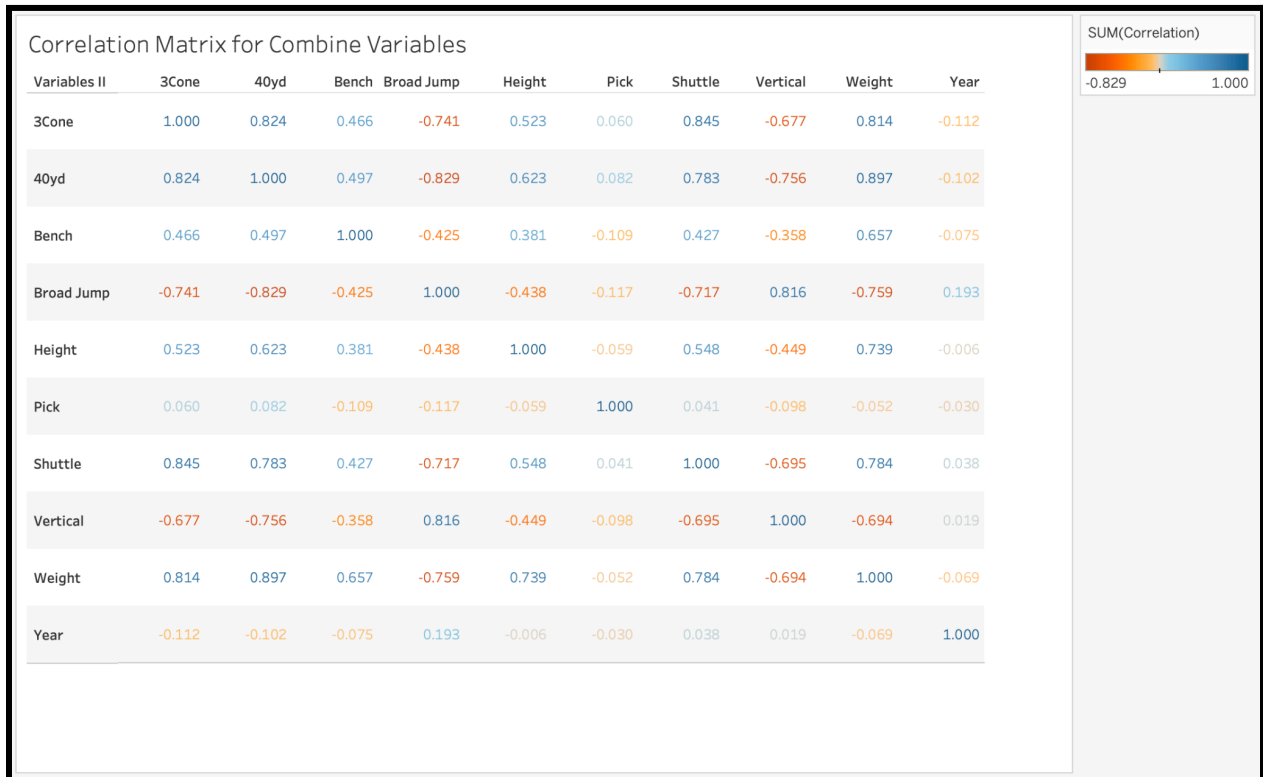 Correlation Matrix for Combine Variables
Variables II 3Cone 40yd Bench Broad Jump Height Pick Shuttle Vertical Weight Year
3Cone 1.000 0.824 0.466 -0.741 0.523 0.060 0.845 -0.677 0.814 -0.112
40yd 0.824 1.000 0.497 -0.829 0.623 0.082 0.783 -0.756 0.897 -0.102
Bench 0.466 0.497 1.000 -0.425 0.381 -0.109 0.427 -0.358 0.657 -0.075
Broad Jump -0.741 -0.829 -0.425 1.000 -0.438 -0.117 -0.717 0.816 -0.759 0.193
Height 0.523 0.623 0.381 -0.438 1.000 -0.059 0.548 -0.449 0.739 -0.006
Pick 0.060 0.082 -0.109 -0.117 -0.059 1.000 0.041 -0.098 -0.052 -0.030
Shuttle 0.845 0.783 0.427 -0.717 0.548 0.041 1.000 -0.695 0.784 0.038
Vertical -0.677 -0.756 -0.358 0.816 -0.449 -0.098 -0.695 1.000 -0.694 0.019
Weight 0.814 0.897 0.657 -0.759 0.739 -0.052 0.784 -0.694 1.000 -0.069
Year -0.112 -0.102 -0.075 0.193 -0.006 -0.030 0.038 0.019 -0.069 1.000
SUM(Correlation)
-0.829 1.000